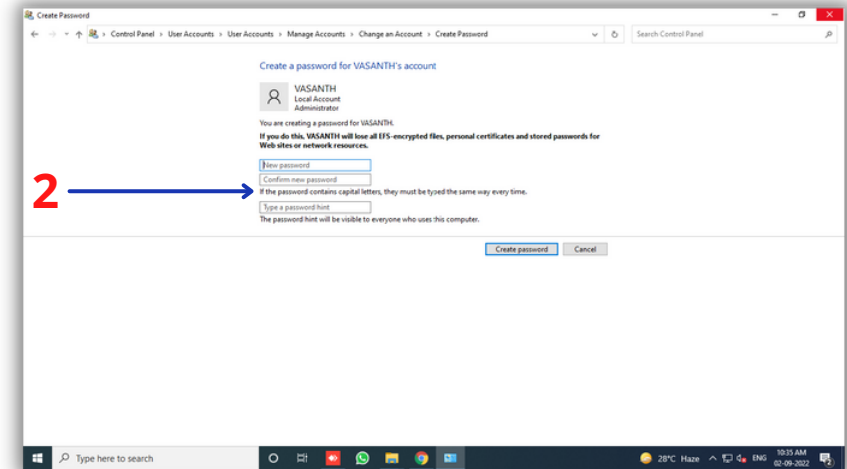 Create Password
Control Panel › User Accounts › User Accounts › Manage Accounts › Change an Account › Create Password
Search Control Panel
Create a password for VASANTH's account
VASANTH
Local Account
Administrator
You are creating a password for VASANTH.
If you do this, VASANTH will lose all EFS-encrypted files, personal certificates and stored passwords for
Web sites or network resources.
New password
Confirm new password
2
If the password contains capital letters, they must be typed the same way every time.
Type a password hint
The password hint will be visible to everyone who uses this computer.
Create password Cancel
Type here to search
28°C Haze
ENG
10:35 AM
02-09-2022